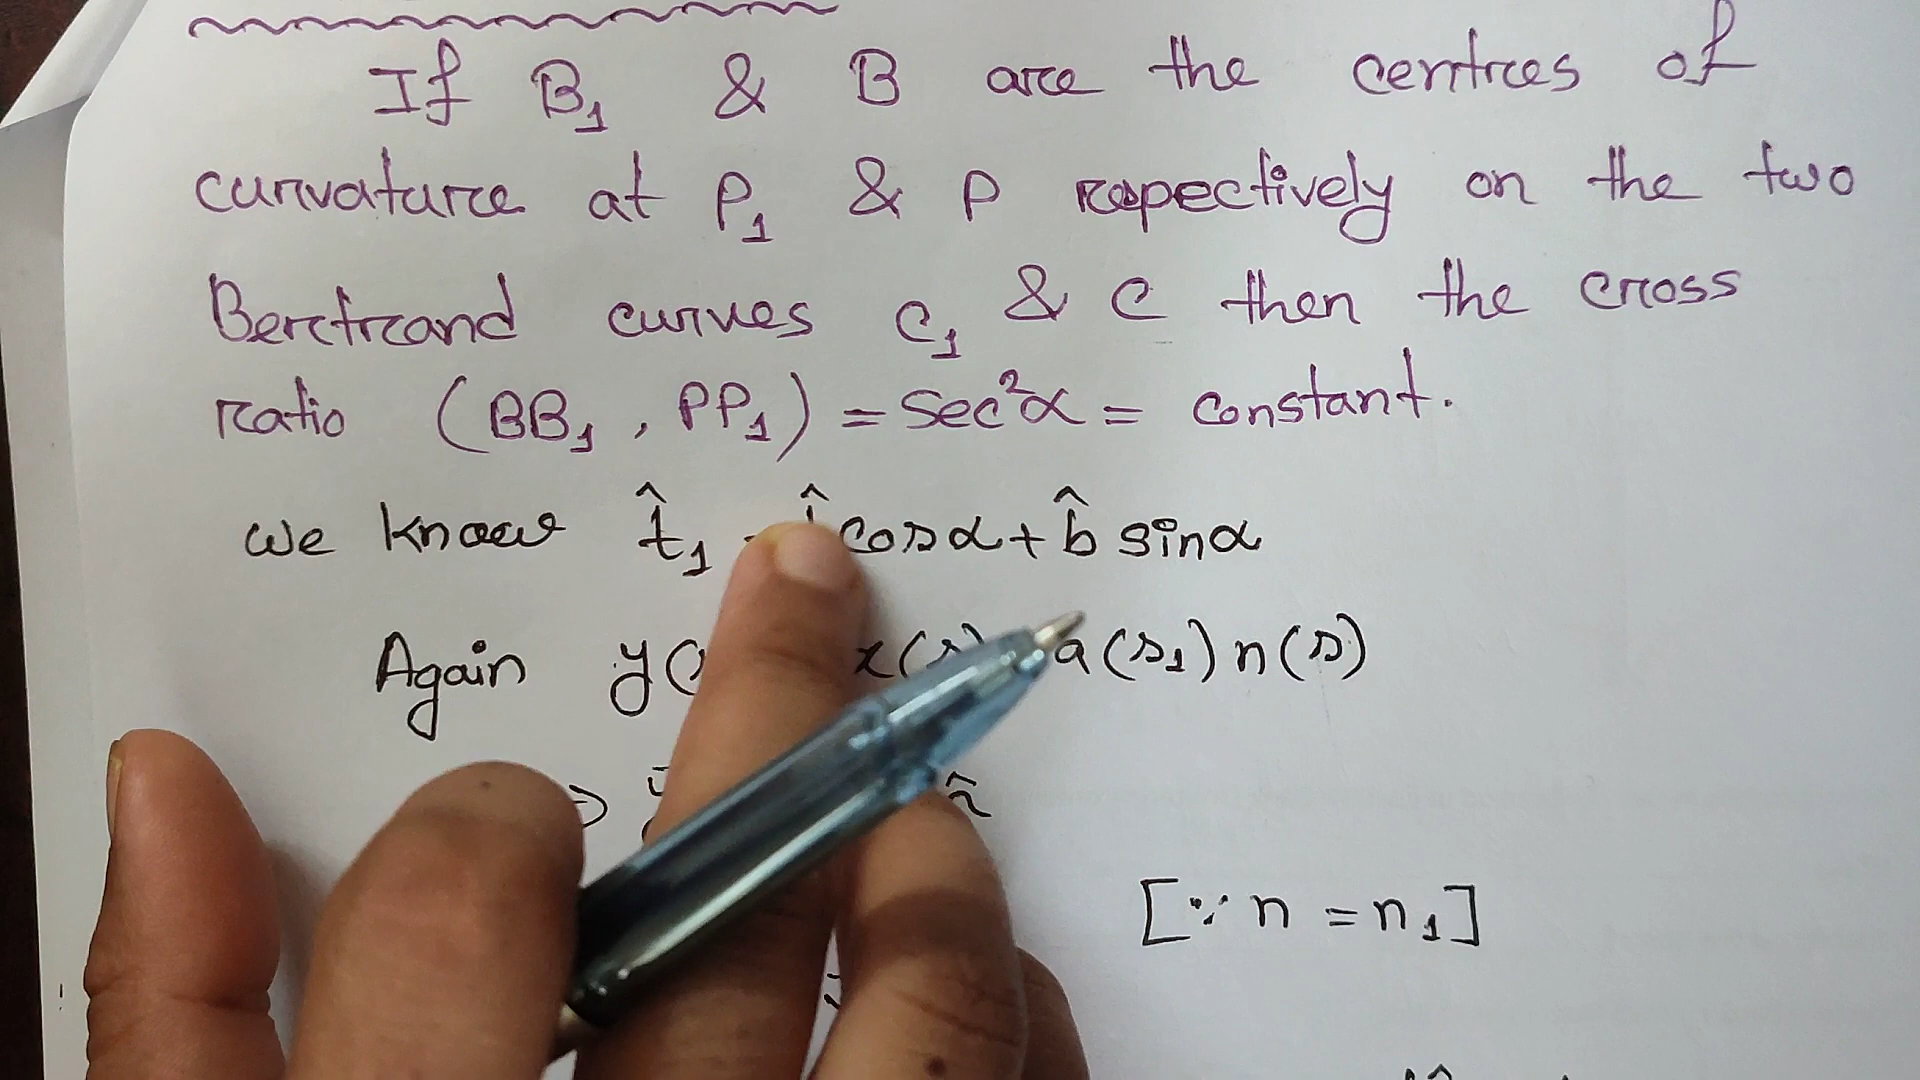 If B₁ & B are the centres of
curvature at P₁ & P respectively on the two
Bertrand curves C₁ & C then the cross
ratio (BB₁, PP₁) = Sec²α = constant.
we know t̂₁ cosα + b̂ sinα
Again y( x(s) a(s₁) n(s)
⇒
[∵ n = n₁]